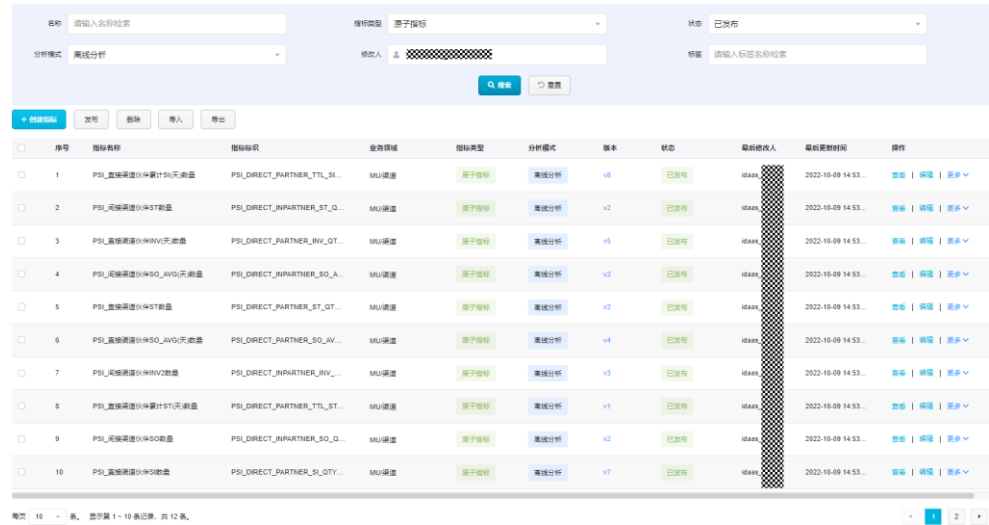 名称 请输入名称检索 指标类型 原子指标 状态 已发布
分析模式 离线分析 修改人 标签 请输入标签名称检索
搜索 重置
+ 创建指标 发布 删除 导入 导出
序号 指标名称 指标标识 业务领域 指标类型 分析模式 版本 状态 最后修改人 最后更新时间 操作
1 PSI_直接渠道伙伴累计SI(天)数量 PSI_DIRECT_PARTNER_TTL_SI... MU/渠道 原子指标 离线分析 v8 已发布 idaas_ 2022-10-09 14:53... 查看 | 编辑 | 更多
2 PSI_间接渠道伙伴ST数量 PSI_DIRECT_INPARTNER_ST_Q... MU/渠道 原子指标 离线分析 v2 已发布 idaas_ 2022-10-09 14:53... 查看 | 编辑 | 更多
3 PSI_直接渠道伙伴INV(天)数量 PSI_DIRECT_PARTNER_INV_QT... MU/渠道 原子指标 离线分析 v5 已发布 idaas_ 2022-10-09 14:53... 查看 | 编辑 | 更多
4 PSI_间接渠道伙伴SO_AVG(天)数量 PSI_DIRECT_INPARTNER_SO_A... MU/渠道 原子指标 离线分析 v2 已发布 idaas_ 2022-10-09 14:53... 查看 | 编辑 | 更多
5 PSI_直接渠道伙伴ST数量 PSI_DIRECT_PARTNER_ST_QT... MU/渠道 原子指标 离线分析 v2 已发布 idaas_ 2022-10-09 14:53... 查看 | 编辑 | 更多
6 PSI_直接渠道伙伴SO_AVG(天)数量 PSI_DIRECT_PARTNER_SO_AV... MU/渠道 原子指标 离线分析 v4 已发布 idaas_ 2022-10-09 14:53... 查看 | 编辑 | 更多
7 PSI_间接渠道伙伴INV2数量 PSI_DIRECT_INPARTNER_INV_... MU/渠道 原子指标 离线分析 v3 已发布 idaas_ 2022-10-09 14:53... 查看 | 编辑 | 更多
8 PSI_直接渠道伙伴累计ST(天)数量 PSI_DIRECT_PARTNER_TTL_ST... MU/渠道 原子指标 离线分析 v1 已发布 idaas_ 2022-10-09 14:53... 查看 | 编辑 | 更多
9 PSI_间接渠道伙伴SO数量 PSI_DIRECT_INPARTNER_SO_Q... MU/渠道 原子指标 离线分析 v2 已发布 idaas_ 2022-10-09 14:53... 查看 | 编辑 | 更多
10 PSI_直接渠道伙伴SI数量 PSI_DIRECT_PARTNER_SI_QTY... MU/渠道 原子指标 离线分析 v7 已发布 idaas_ 2022-10-09 14:53... 查看 | 编辑 | 更多
每页 10 条。 显示第 1 ~ 10 条记录，共 12 条。 1 2